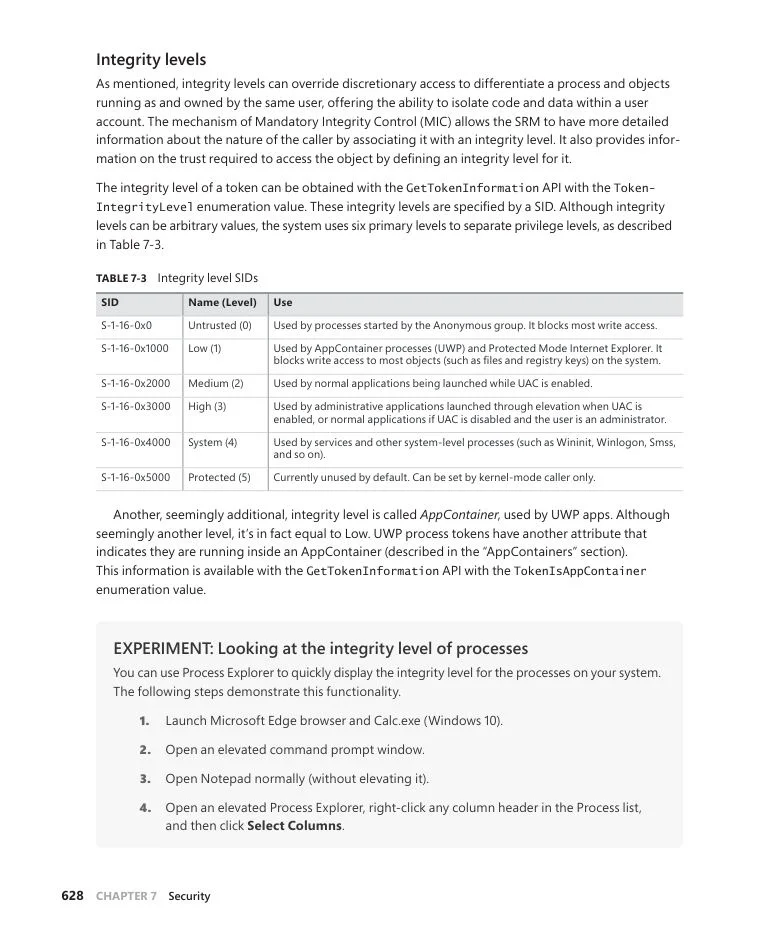 Integrity levels
As mentioned, integrity levels can override discretionary access to differentiate a process and objects
running as and owned by the same user, offering the ability to isolate code and data within a user
account. The mechanism of Mandatory Integrity Control (MIC) allows the SRM to have more detailed
information about the nature of the caller by associating it with an integrity level. It also provides infor-
mation on the trust required to access the object by defining an integrity level for it.
The integrity level of a token can be obtained with the GetTokenInformation API with the Token-
IntegrityLevel enumeration value. These integrity levels are specified by a SID. Although integrity
levels can be arbitrary values, the system uses six primary levels to separate privilege levels, as described
in Table 7-3.
TABLE 7-3 Integrity level SIDs
SID Name (Level) Use
S-1-16-0x0 Untrusted (0) Used by processes started by the Anonymous group. It blocks most write access.
S-1-16-0x1000 Low (1) Used by AppContainer processes (UWP) and Protected Mode Internet Explorer. It
blocks write access to most objects (such as files and registry keys) on the system.
S-1-16-0x2000 Medium (2) Used by normal applications being launched while UAC is enabled.
S-1-16-0x3000 High (3) Used by administrative applications launched through elevation when UAC is
enabled, or normal applications if UAC is disabled and the user is an administrator.
S-1-16-0x4000 System (4) Used by services and other system-level processes (such as Wininit, Winlogon, Smss,
and so on).
S-1-16-0x5000 Protected (5) Currently unused by default. Can be set by kernel-mode caller only.
Another, seemingly additional, integrity level is called AppContainer, used by UWP apps. Although
seemingly another level, it’s in fact equal to Low. UWP process tokens have another attribute that
indicates they are running inside an AppContainer (described in the “AppContainers” section).
This information is available with the GetTokenInformation API with the TokenIsAppContainer
enumeration value.
EXPERIMENT: Looking at the integrity level of processes
You can use Process Explorer to quickly display the integrity level for the processes on your system.
The following steps demonstrate this functionality.
1. Launch Microsoft Edge browser and Calc.exe (Windows 10).
2. Open an elevated command prompt window.
3. Open Notepad normally (without elevating it).
4. Open an elevated Process Explorer, right-click any column header in the Process list,
and then click Select Columns.
628 CHAPTER 7 Security